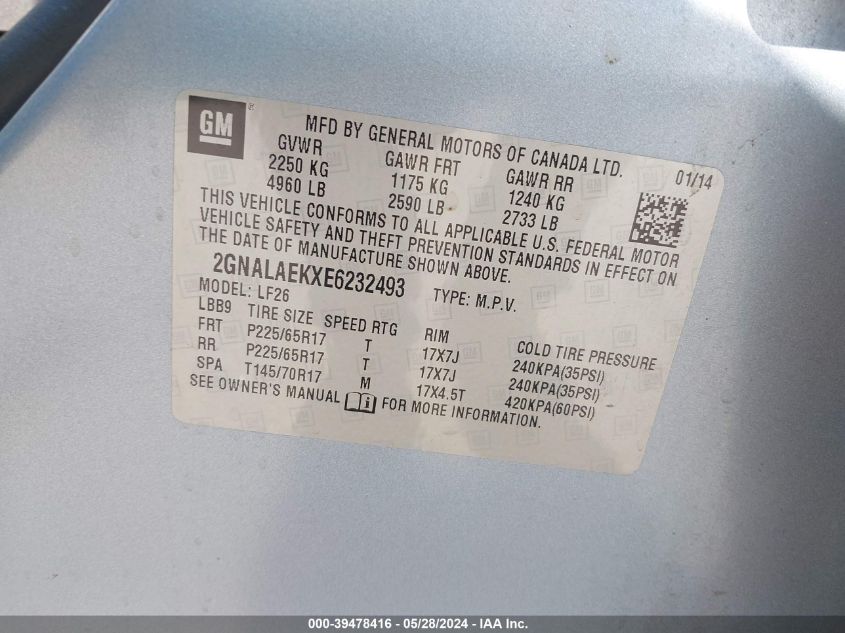 GM ®
MFD BY GENERAL MOTORS OF CANADA LTD.
GVWR GAWR FRT GAWR RR 01/14
2250 KG 1175 KG 1240 KG
4960 LB 2590 LB 2733 LB
THIS VEHICLE CONFORMS TO ALL APPLICABLE U.S. FEDERAL MOTOR
VEHICLE SAFETY AND THEFT PREVENTION STANDARDS IN EFFECT ON
THE DATE OF MANUFACTURE SHOWN ABOVE.
2GNALAEKXE6232493 TYPE: M.P.V.
MODEL: LF26
LBB9 TIRE SIZE SPEED RTG RIM COLD TIRE PRESSURE
FRT P225/65R17 T 17X7J 240KPA(35PSI)
RR P225/65R17 T 17X7J 240KPA(35PSI)
SPA T145/70R17 M 17X4.5T 420KPA(60PSI)
SEE OWNER'S MANUAL FOR MORE INFORMATION.
000-39478416 - 05/28/2024 - IAA Inc.